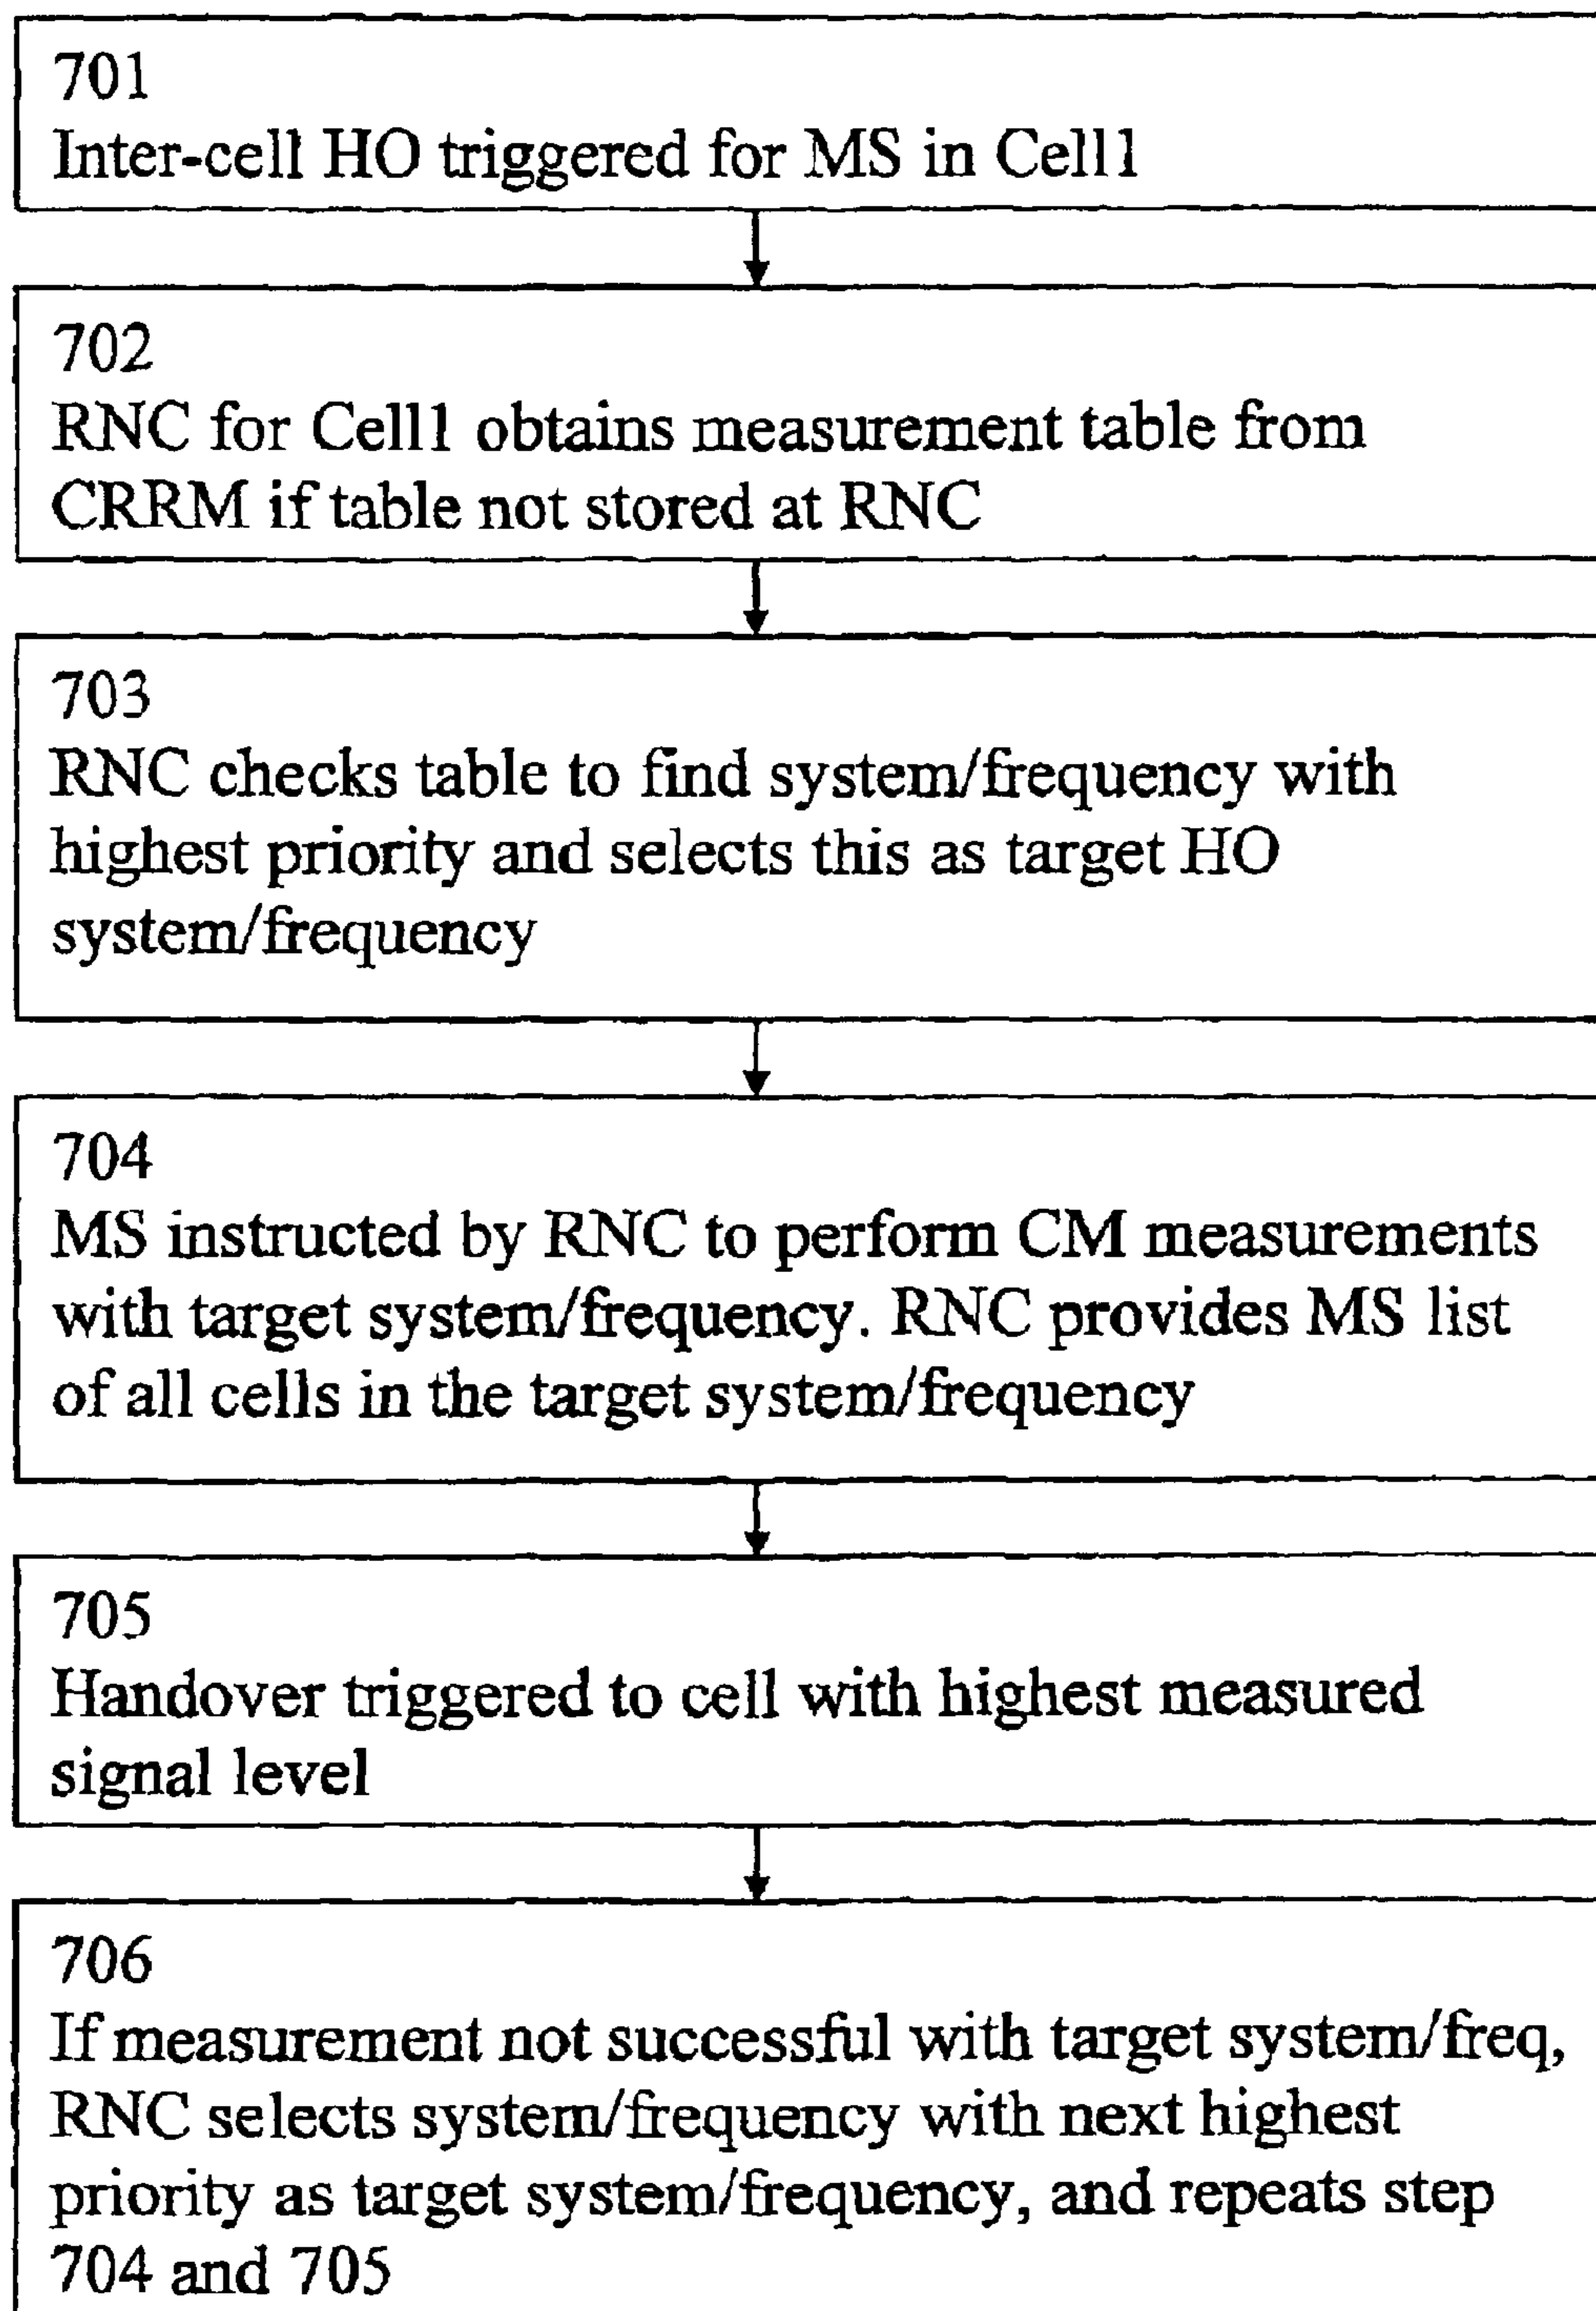 701
Inter-cell HO triggered for MS in Cell1
702
RNC for Cell1 obtains measurement table from
CRRM if table not stored at RNC
703
RNC checks table to find system/frequency with
highest priority and selects this as target HO
system/frequency
704
MS instructed by RNC to perform CM measurements
with target system/frequency. RNC provides MS list
of all cells in the target system/frequency
705
Handover triggered to cell with highest measured
signal level
706
If measurement not successful with target system/freq,
RNC selects system/frequency with next highest
priority as target system/frequency, and repeats step
704 and 705